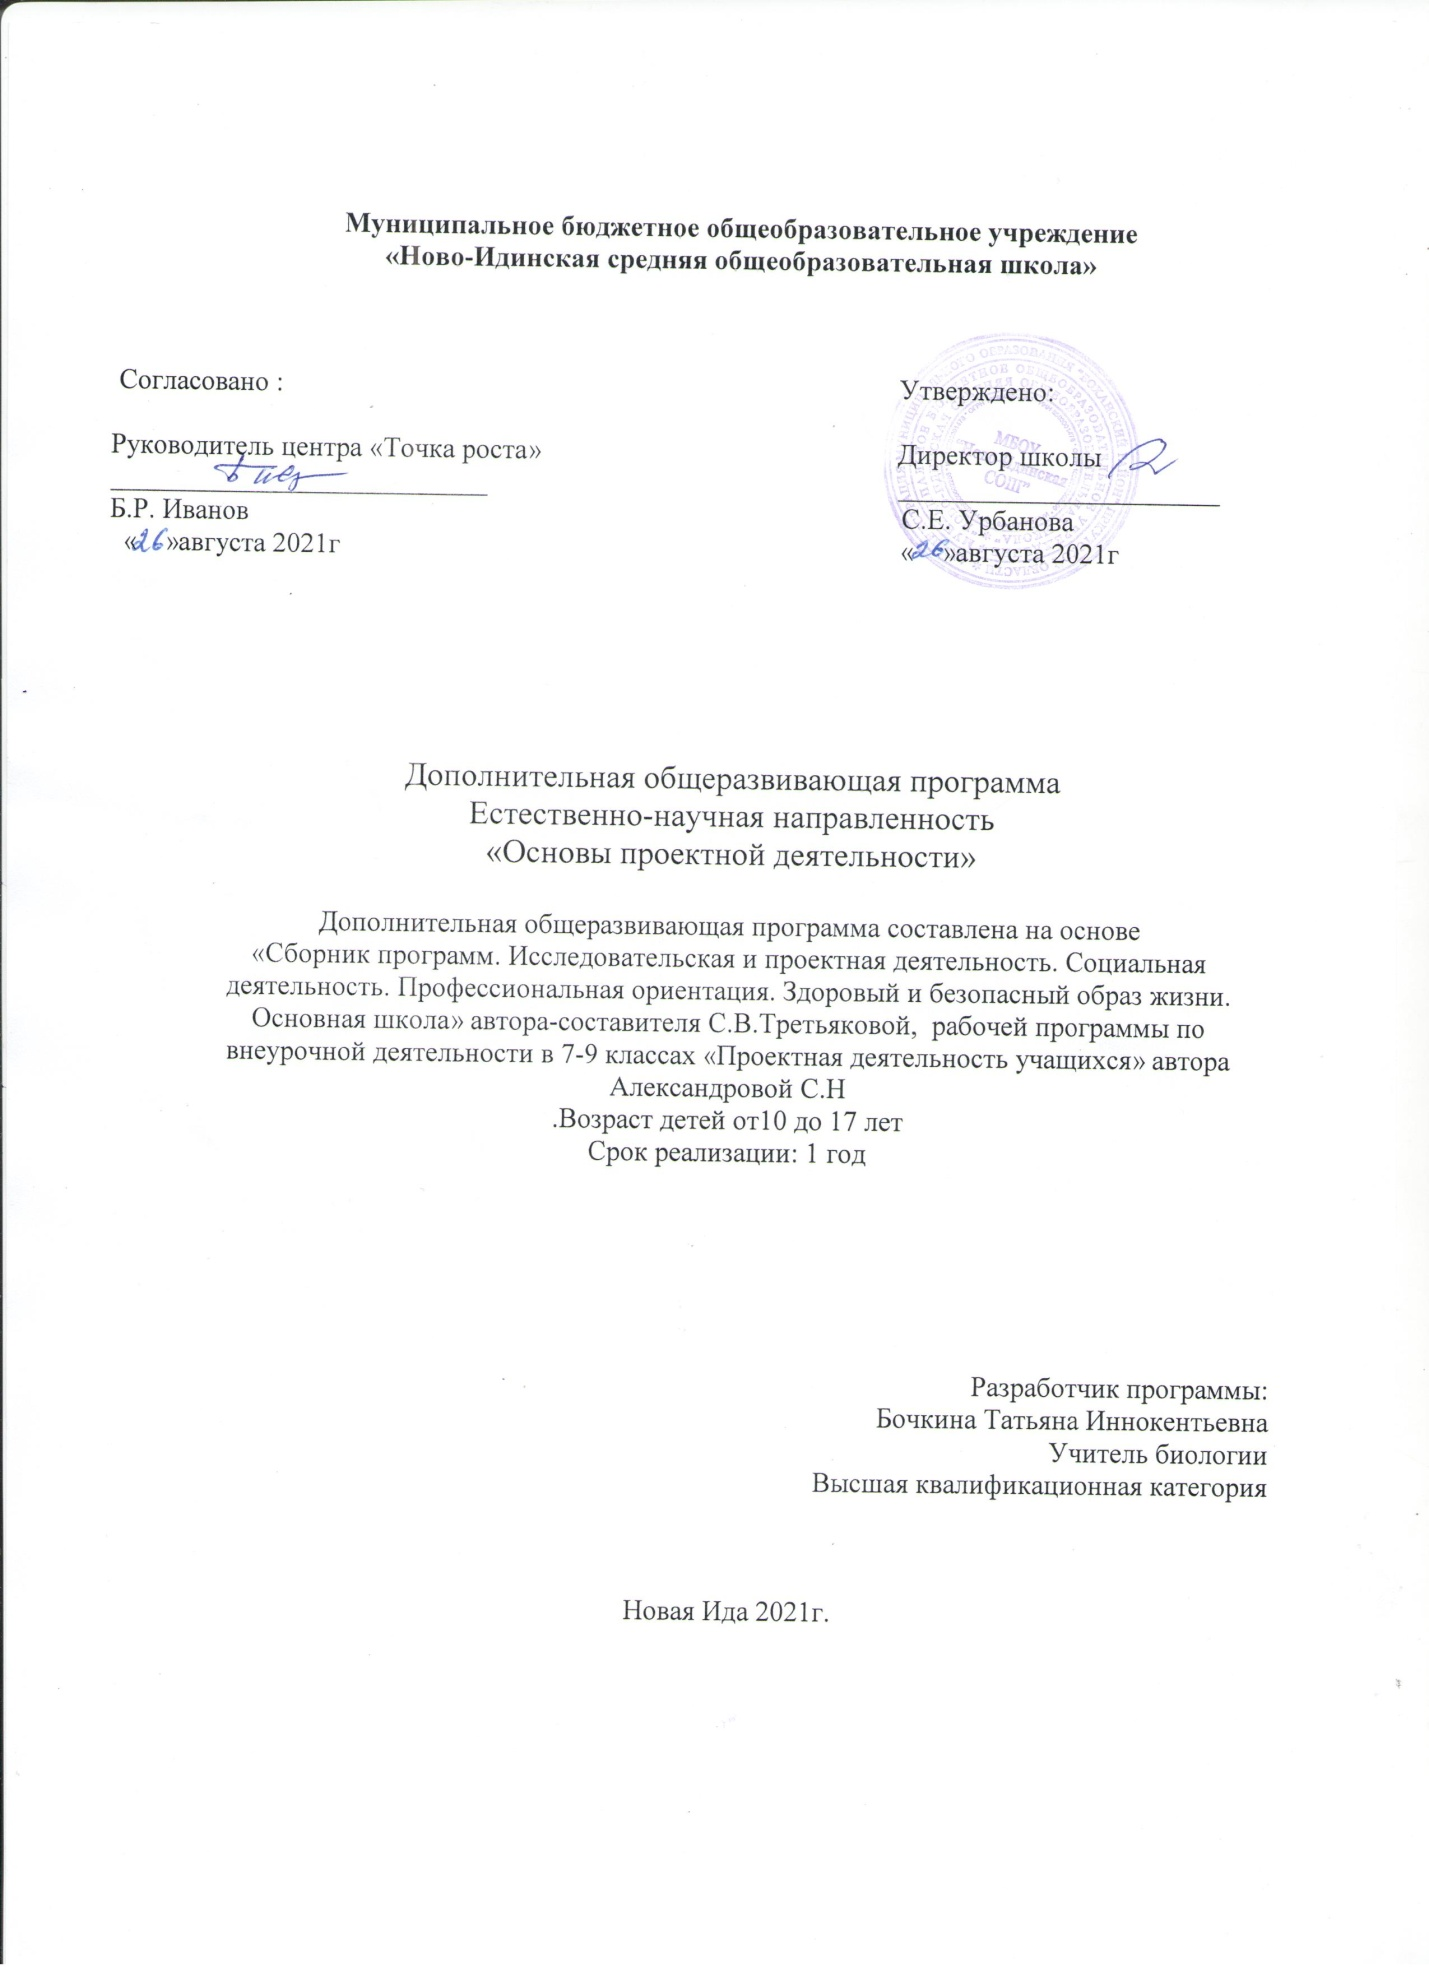 Муниципальное бюджетное общеобразовательное учреждение
«Ново-Идинская средняя общеобразовательная школа»
Согласовано :
Руководитель центра «Точка роста»
Б.Р. Иванов
«26»августа 2021г
Утверждено:
Директор школы
С.Е. Урбанова
«26»августа 2021г
МБОУ
СОШ"
Дополнительная общеразвивающая программа
Естественно-научная направленность
«Основы проектной деятельности»
Дополнительная общеразвивающая программа составлена на основе
«Сборник программ. Исследовательская и проектная деятельность. Социальная
деятельность. Профессиональная ориентация. Здоровый и безопасный образ жизни.
Основная школа» автора-составителя С.В.Третьяковой,  рабочей программы по
внеурочной деятельности в 7-9 классах «Проектная деятельность учащихся» автора
Александровой С.Н
.Возраст детей от10 до 17 лет
Срок реализации: 1 год
Разработчик программы:
Бочкина Татьяна Иннокентьевна
Учитель биологии
Высшая квалификационная категория
Новая Ида 2021г.